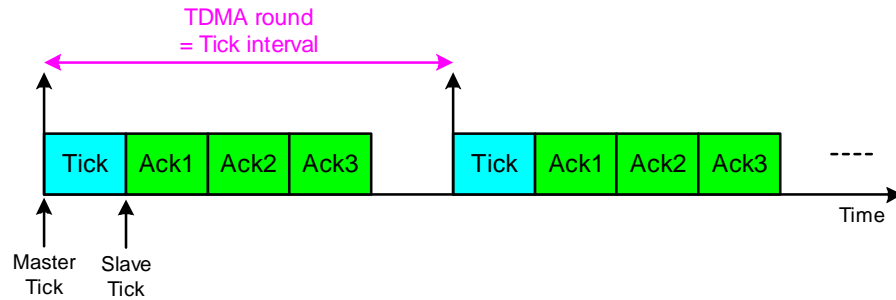 TDMA round
= Tick interval
Tick Ack1 Ack2 Ack3 Tick Ack1 Ack2 Ack3 ----
Time
Master Slave
Tick Tick